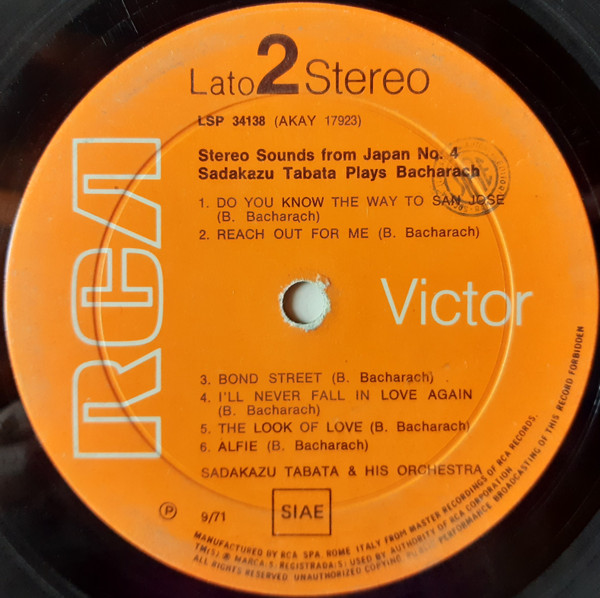 Lato 2 Stereo
LSP 34138 (AKAY 17923)
Stereo Sounds from Japan No. 4
Sadakazu Tabata Plays Bacharach
1. DO YOU KNOW THE WAY TO SAN JOSE
(B. Bacharach)
2. REACH OUT FOR ME (B. Bacharach)
RCA
Victor
3. BOND STREET (B. Bacharach)
4. I'LL NEVER FALL IN LOVE AGAIN
(B. Bacharach)
5. THE LOOK OF LOVE (B. Bacharach)
6. ALFIE (B. Bacharach)
SADAKAZU TABATA & HIS ORCHESTRA
Ⓟ 9/71
SIAE
MANUFACTURED BY RCA SPA. ROME ITALY FROM MASTER RECORDINGS OF RCA RECORDS.
TM(S) ® MARCA(S) REGISTRADA(S) USED BY AUTHORITY OF RCA CORPORATION
ALL RIGHTS RESERVED UNAUTHORIZED COPYING PUBLIC PERFORMANCE BROADCASTING OF THIS RECORD FORBIDDEN